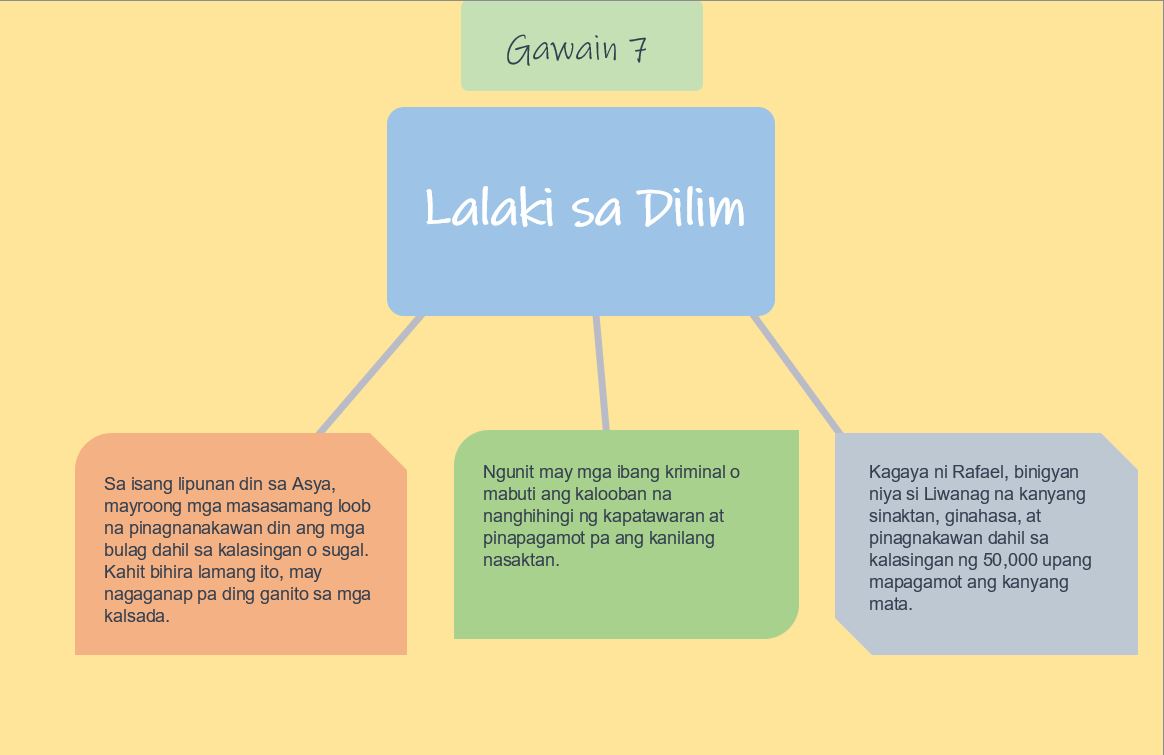 Gawain 7
Lalaki sa Dilim
Sa isang lipunan din sa Asya,
mayroong mga masasamang loob
na pinagnanakawan din ang mga
bulag dahil sa kalasingan o sugal.
Kahit bihira lamang ito, may
nagaganap pa ding ganito sa mga
kalsada.
Ngunit may mga ibang kriminal o
mabuti ang kalooban na
nanghihingi ng kapatawaran at
pinapagamot pa ang kanilang
nasaktan.
Kagaya ni Rafael, binigyan
niya si Liwanag na kanyang
sinaktan, ginahasa, at
pinagnakawan dahil sa
kalasingan ng 50,000 upang
mapagamot ang kanyang
mata.